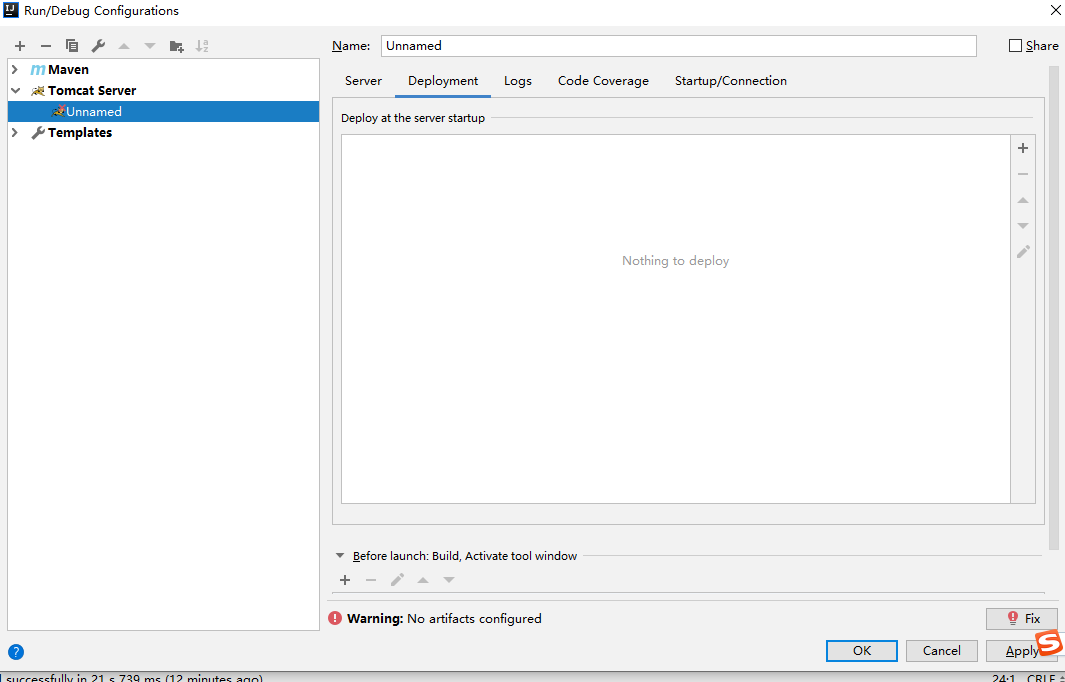 Run/Debug Configurations
Name: Unnamed Share
Maven
Tomcat Server
Unnamed
Templates
Server Deployment Logs Code Coverage Startup/Connection
Deploy at the server startup
Nothing to deploy
Before launch: Build, Activate tool window
Warning: No artifacts configured
Fix
OK Cancel Apply
successfully in 21 s 739 ms (12 minutes ago) 24:1 CRLF